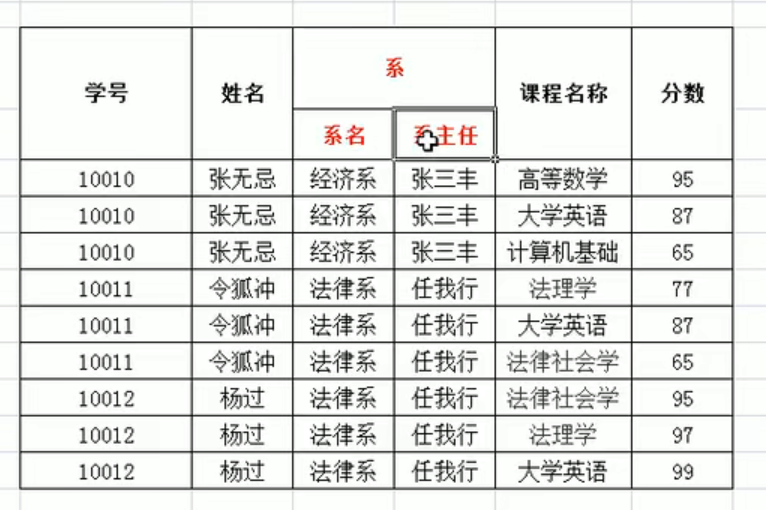 系
学号 姓名 课程名称 分数
系名 系主任
10010 张无忌 经济系 张三丰 高等数学 95
10010 张无忌 经济系 张三丰 大学英语 87
10010 张无忌 经济系 张三丰 计算机基础 65
10011 令狐冲 法律系 任我行 法理学 77
10011 令狐冲 法律系 任我行 大学英语 87
10011 令狐冲 法律系 任我行 法律社会学 65
10012 杨过 法律系 任我行 法律社会学 95
10012 杨过 法律系 任我行 法理学 97
10012 杨过 法律系 任我行 大学英语 99